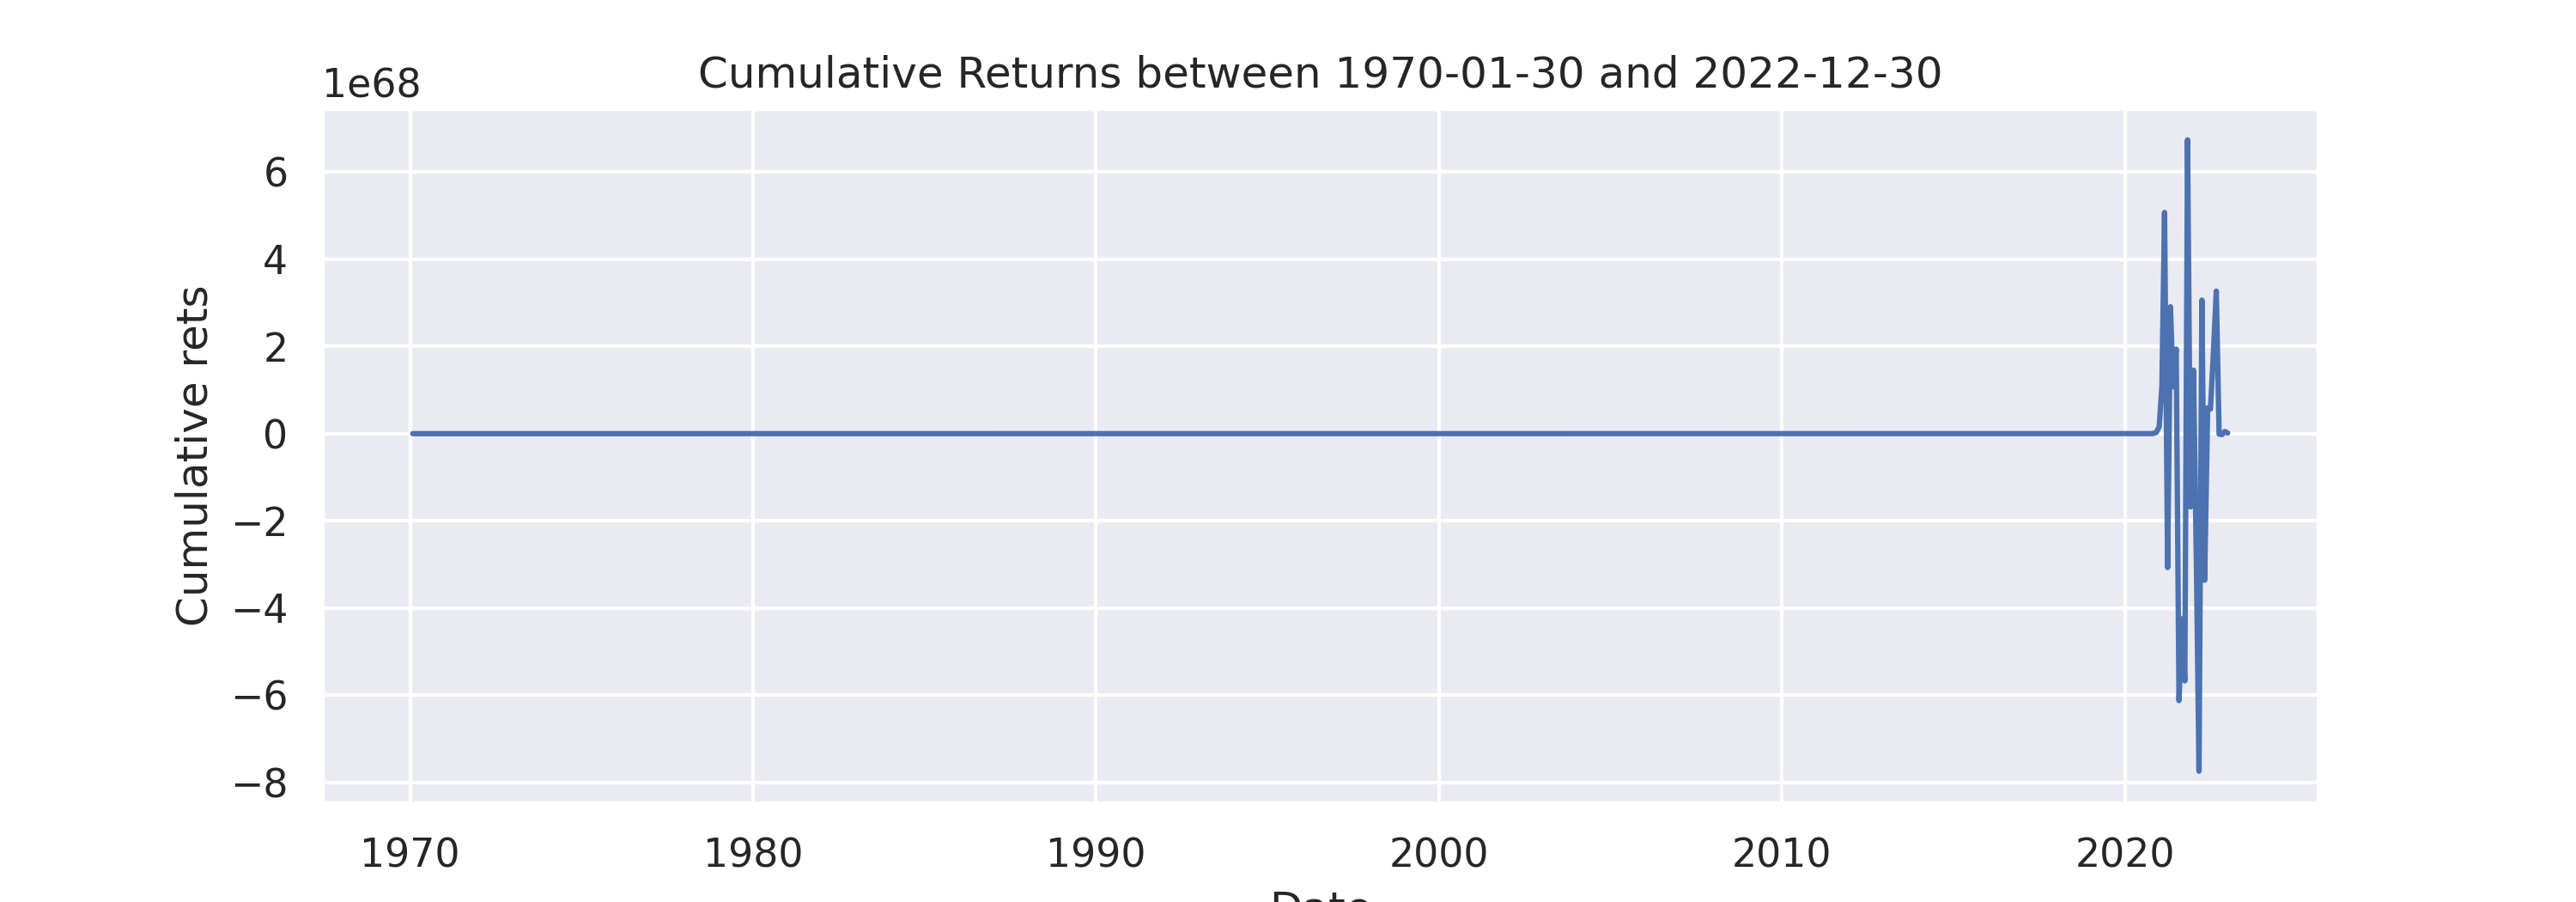 Cumulative Returns between 1970-01-30 and 2022-12-30
1e68
6
4
2
0
−2
−4
−6
−8
Cumulative rets
1970 1980 1990 2000 2010 2020
Date